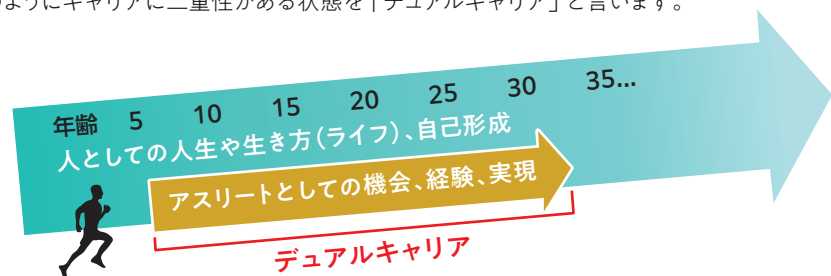 ようにキャリアに二重性がある状態を「デュアルキャリア」と言います。
年齢 5 10 15 20 25 30 35...
人としての人生や生き方(ライフ)、自己形成
アスリートとしての機会、経験、実現
デュアルキャリア